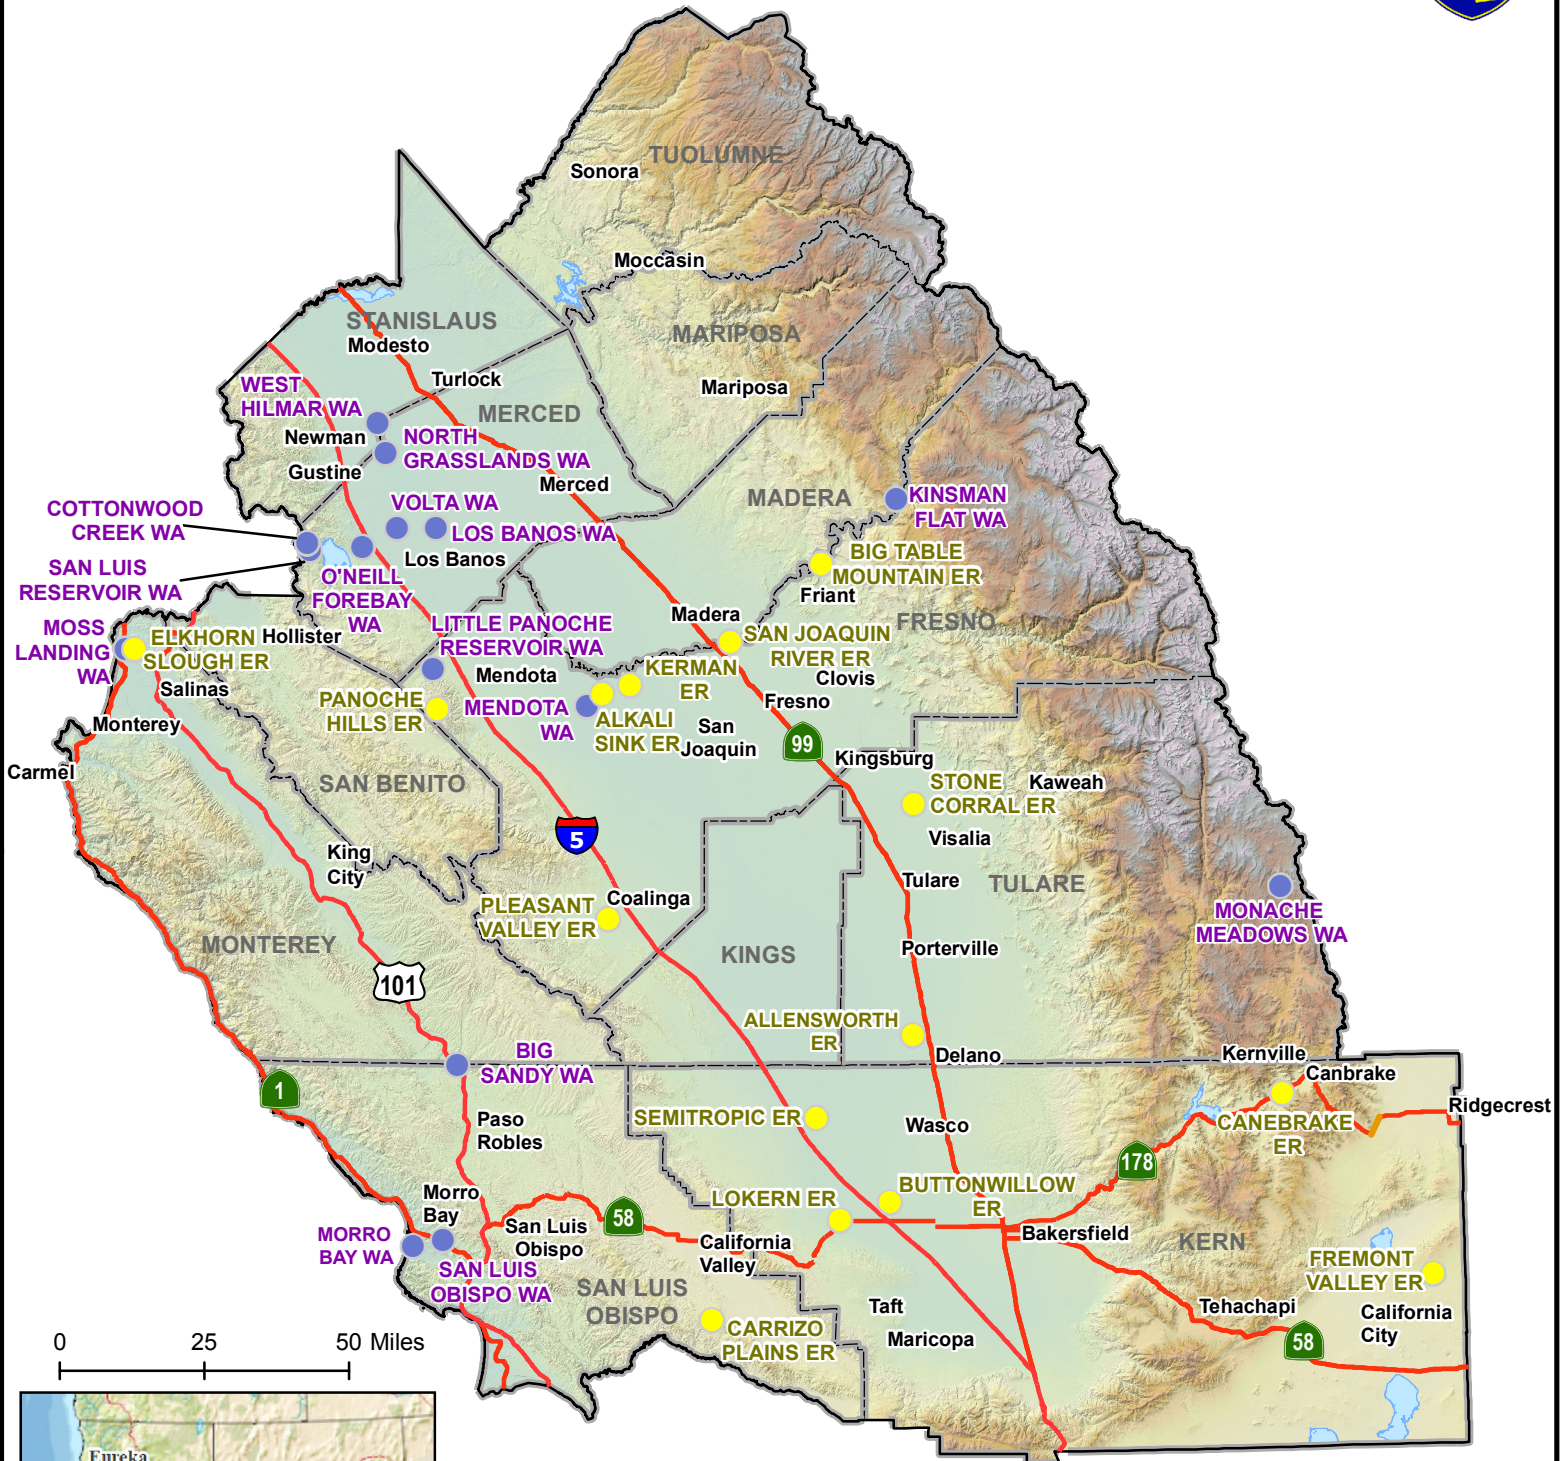 TUOLUMNE
Sonora
Moccasin
STANISLAUS
Modesto
MARIPOSA
Mariposa
Turlock
WEST
HILMAR WA
MERCED
Newman
NORTH
GRASSLANDS WA
Gustine
Merced
MADERA
KINSMAN
FLAT WA
COTTONWOOD
CREEK WA
VOLTA WA
LOS BANOS WA
Los Banos
SAN LUIS
RESERVOIR WA
O'NEILL
FOREBAY
WA
BIG TABLE
MOUNTAIN ER
Friant
FRESNO
MOSS
LANDING
WA
ELKHORN
SLOUGH ER
Hollister
LITTLE PANOCHE
RESERVOIR WA
Madera
SAN JOAQUIN
RIVER ER
Clovis
Salinas
Mendota
KERMAN
ER
PANOCHE
HILLS ER
MENDOTA
WA
ALKALI
SINK ER
San
Joaquin
Fresno
Monterey
99
Kingsburg
Carmel
SAN BENITO
STONE
CORRAL ER
Kaweah
5
Visalia
King
City
Tulare
TULARE
PLEASANT
VALLEY ER
Coalinga
MONACHE
MEADOWS WA
MONTEREY
KINGS
Porterville
101
ALLENSWORTH
ER
Delano
BIG
SANDY WA
Kernville
Canbrake
1
Ridgecrest
Paso
Robles
SEMITROPIC ER
Wasco
CANEBRAKE
ER
178
LOKERN ER
BUTTONWILLOW
ER
Morro
Bay
58
San Luis
Obispo
California
Valley
Bakersfield
KERN
MORRO
BAY WA
SAN LUIS
OBISPO WA
SAN LUIS
OBISPO
FREMONT
VALLEY ER
Taft
Tehachapi
California
City
CARRIZO
PLAINS ER
Maricopa
58
0 25 50 Miles
Eureka